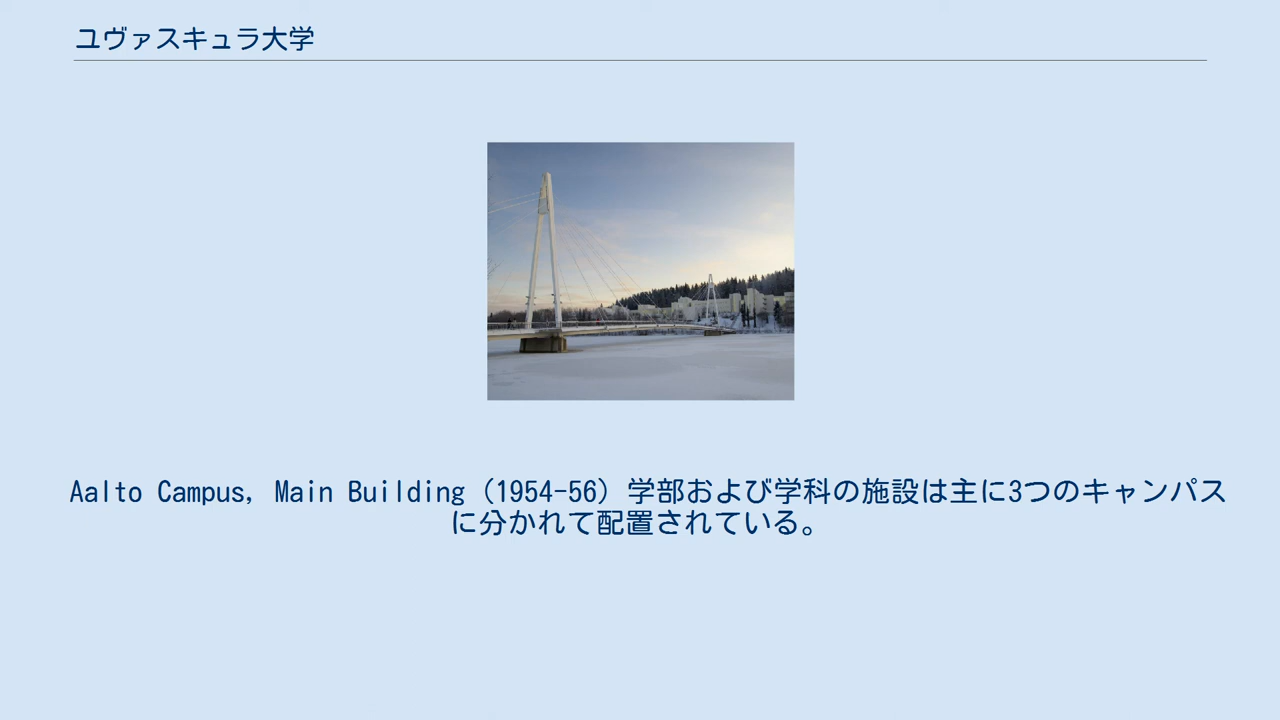 ユヴァスキュラ大学
Aalto Campus, Main Building (1954-56) 学部および学科の施設は主に3つのキャンパス
に分かれて配置されている。